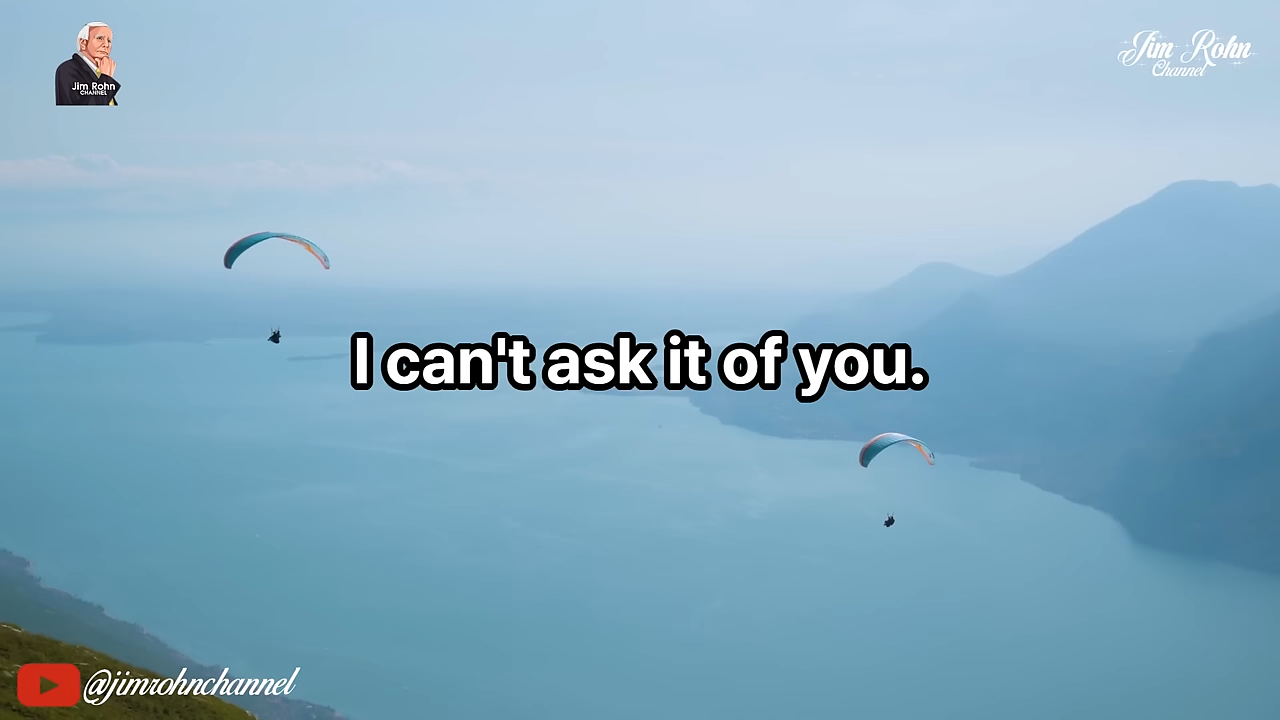 Jim Rohn
CHANNEL
Jim Rohn
Channel
I can't ask it of you.
@jimrohnchannel